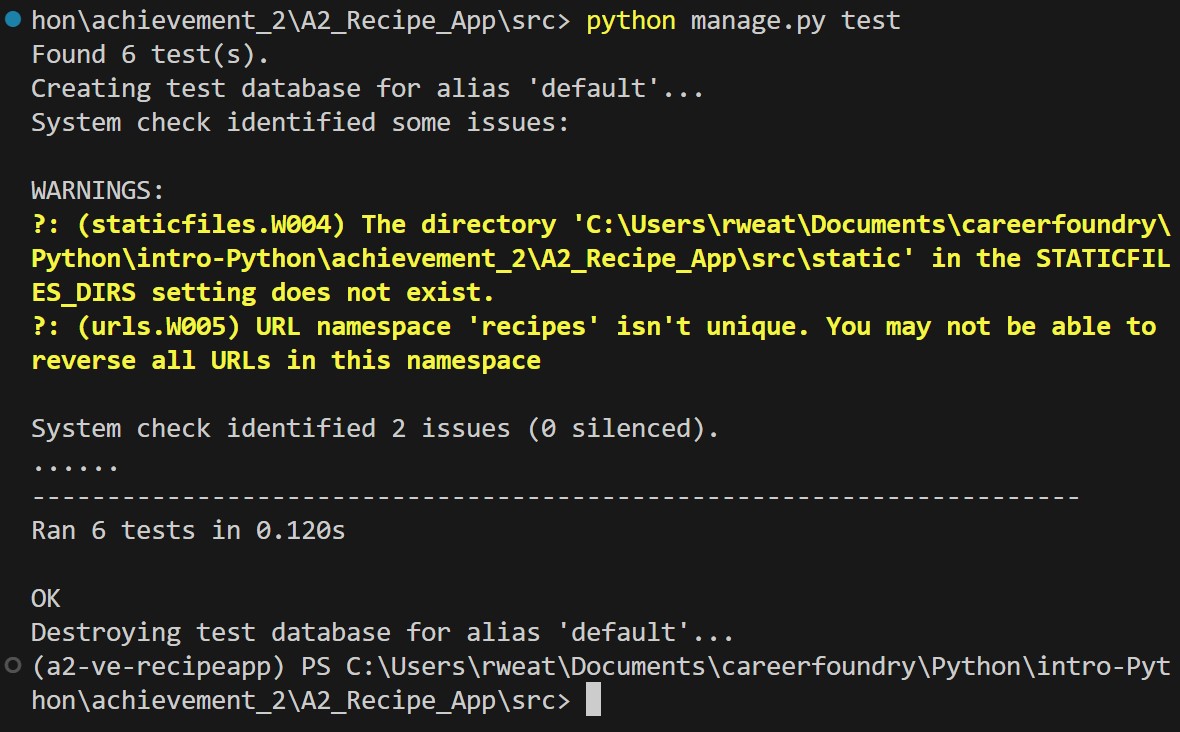 hon\achievement_2\A2_Recipe_App\src> python manage.py test
Found 6 test(s).
Creating test database for alias 'default'...
System check identified some issues:

WARNINGS:
?: (staticfiles.W004) The directory 'C:\Users\rweat\Documents\careerfoundry\
Python\intro-Python\achievement_2\A2_Recipe_App\src\static' in the STATICFIL
ES_DIRS setting does not exist.
?: (urls.W005) URL namespace 'recipes' isn't unique. You may not be able to
reverse all URLs in this namespace

System check identified 2 issues (0 silenced).
......
----------------------------------------------------------------------
Ran 6 tests in 0.120s

OK
Destroying test database for alias 'default'...
(a2-ve-recipeapp) PS C:\Users\rweat\Documents\careerfoundry\Python\intro-Pyt
hon\achievement_2\A2_Recipe_App\src>